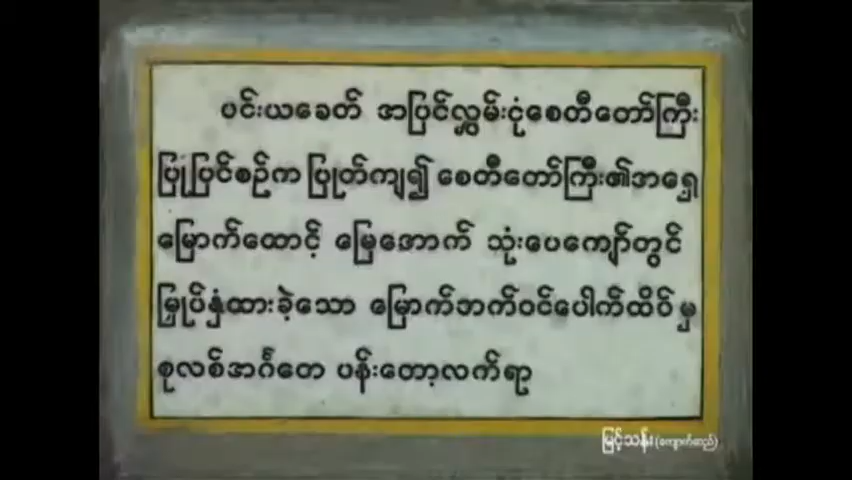 ပင်းယခေတ် အပြင်လွှမ်းငုံစေတီတော်ကြီး
ပြုပြင်စဉ်က ပြုတ်ကျ၍ စေတီတော်ကြီး၏အရှေ့
မြောက်ထောင့် မြေအောက် သုံးပေကျော်တွင်
မြှုပ်နှံထားခဲ့သော မြောက်ဘက်ဝင်ပေါက်ထိပ်မှ
စုလစ်အင်္ဂတေ ပန်းတော့လက်ရာ
မြင့်သန်း (ကျောက်ဆည်)